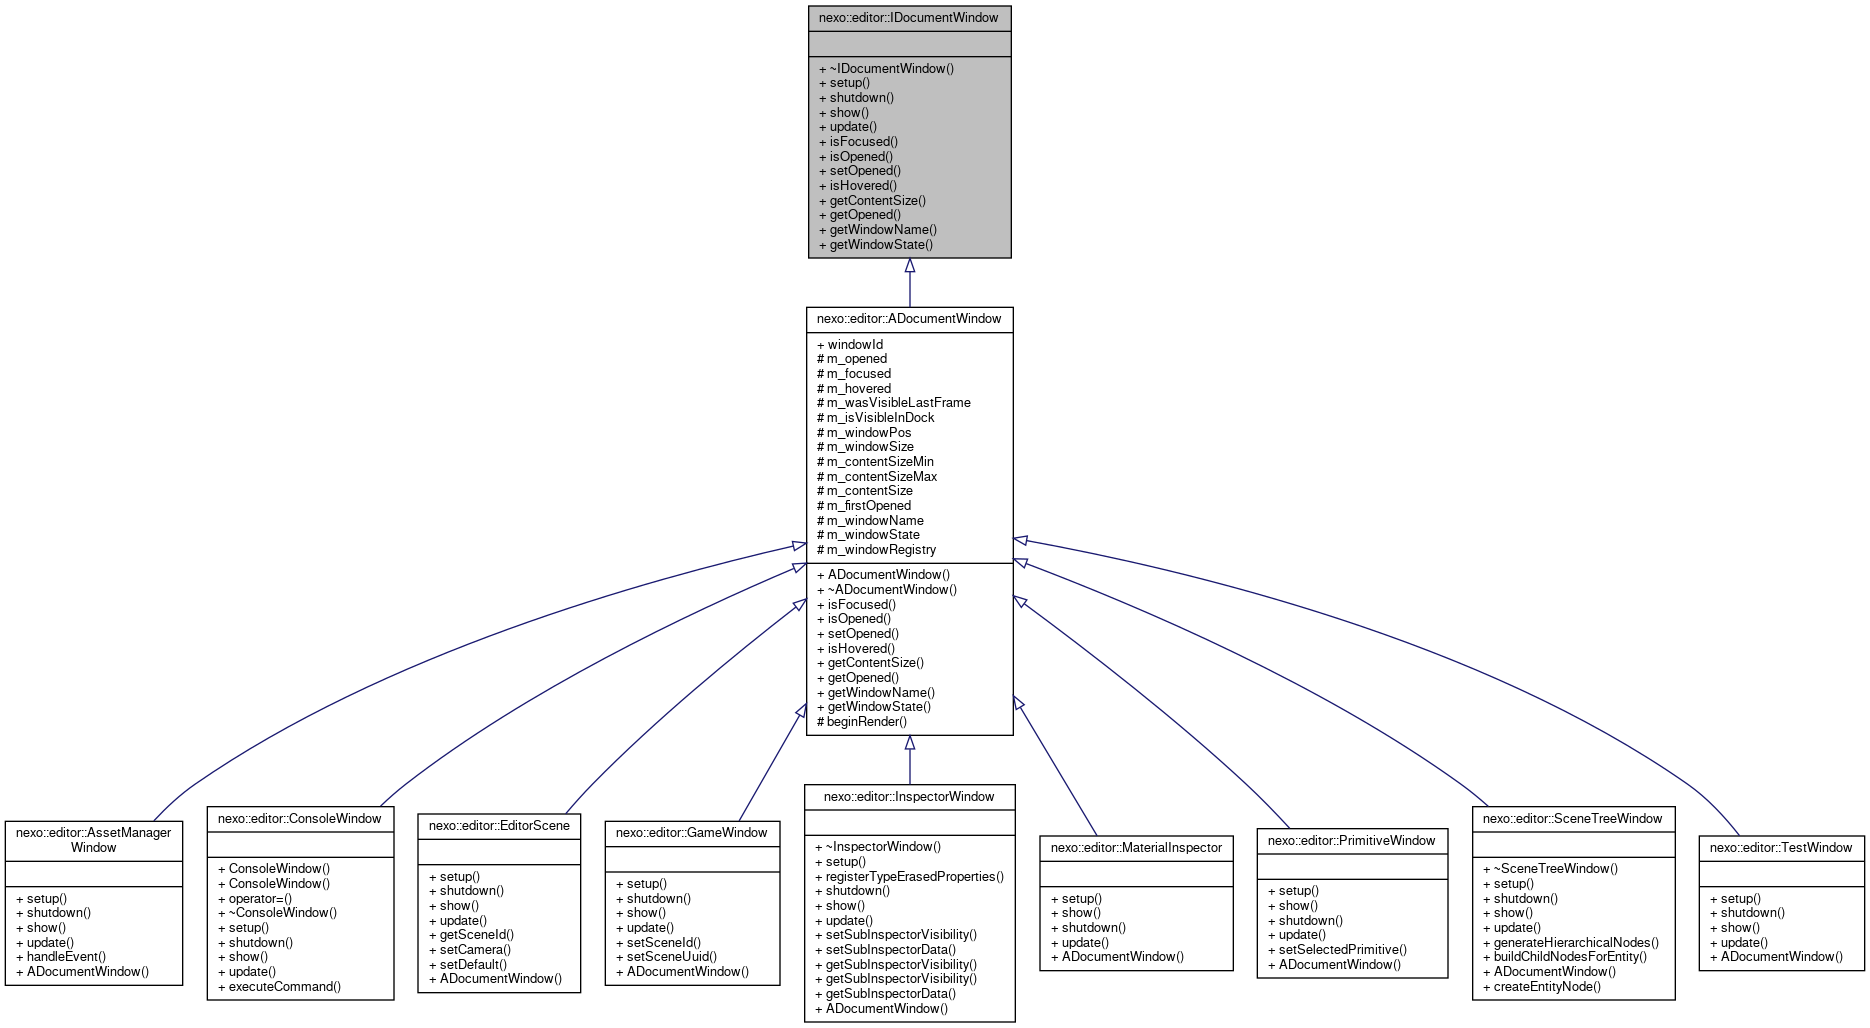 nexo::editor::IDocumentWindow
+ ~IDocumentWindow()
+ setup()
+ shutdown()
+ show()
+ update()
+ isFocused()
+ isOpened()
+ setOpened()
+ isHovered()
+ getContentSize()
+ getOpened()
+ getWindowName()
+ getWindowState()
nexo::editor::ADocumentWindow
+ windowId
# m_opened
# m_focused
# m_hovered
# m_wasVisibleLastFrame
# m_isVisibleInDock
# m_windowPos
# m_windowSize
# m_contentSizeMin
# m_contentSizeMax
# m_contentSize
# m_firstOpened
# m_windowName
# m_windowState
# m_windowRegistry
+ ADocumentWindow()
+ ~ADocumentWindow()
+ isFocused()
+ isOpened()
+ setOpened()
+ isHovered()
+ getContentSize()
+ getOpened()
+ getWindowName()
+ getWindowState()
# beginRender()
nexo::editor::AssetManager
Window
+ setup()
+ shutdown()
+ show()
+ update()
+ handleEvent()
+ ADocumentWindow()
nexo::editor::ConsoleWindow
+ ConsoleWindow()
+ ConsoleWindow()
+ operator=()
+ ~ConsoleWindow()
+ setup()
+ shutdown()
+ show()
+ update()
+ executeCommand()
nexo::editor::EditorScene
+ setup()
+ shutdown()
+ show()
+ update()
+ getSceneId()
+ setCamera()
+ setDefault()
+ ADocumentWindow()
nexo::editor::GameWindow
+ setup()
+ shutdown()
+ show()
+ update()
+ setSceneId()
+ setSceneUuid()
+ ADocumentWindow()
nexo::editor::InspectorWindow
+ ~InspectorWindow()
+ setup()
+ registerTypeErasedProperties()
+ shutdown()
+ show()
+ update()
+ setSubInspectorVisibility()
+ setSubInspectorData()
+ getSubInspectorVisibility()
+ getSubInspectorVisibility()
+ getSubInspectorData()
+ ADocumentWindow()
nexo::editor::MaterialInspector
+ setup()
+ show()
+ shutdown()
+ update()
+ ADocumentWindow()
nexo::editor::PrimitiveWindow
+ setup()
+ show()
+ shutdown()
+ update()
+ setSelectedPrimitive()
+ ADocumentWindow()
nexo::editor::SceneTreeWindow
+ ~SceneTreeWindow()
+ setup()
+ shutdown()
+ show()
+ update()
+ generateHierarchicalNodes()
+ buildChildNodesForEntity()
+ ADocumentWindow()
+ createEntityNode()
nexo::editor::TestWindow
+ setup()
+ shutdown()
+ show()
+ update()
+ ADocumentWindow()